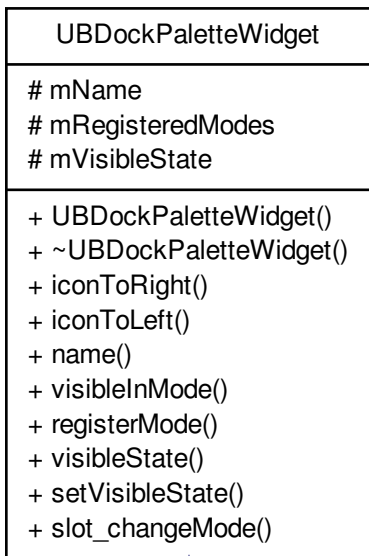 UBDockPaletteWidget
# mName
# mRegisteredModes
# mVisibleState
+ UBDockPaletteWidget()
+ ~UBDockPaletteWidget()
+ iconToRight()
+ iconToLeft()
+ name()
+ visibleInMode()
+ registerMode()
+ visibleState()
+ setVisibleState()
+ slot_changeMode()